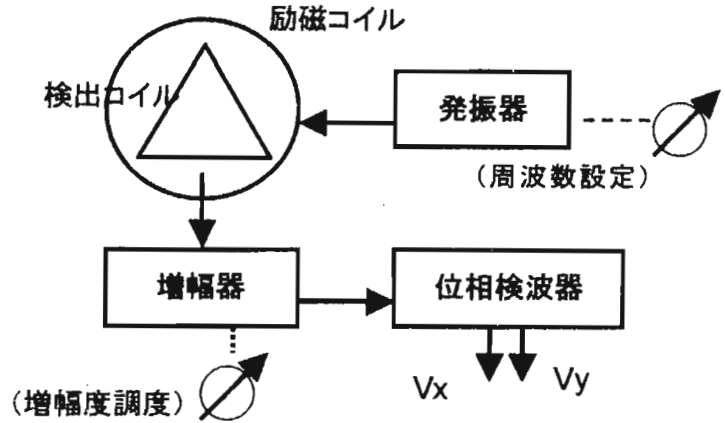 励磁コイル
検出コイル
発振器
（周波数設定）
増幅器
位相検波器
Vx
Vy
（増幅度調度）